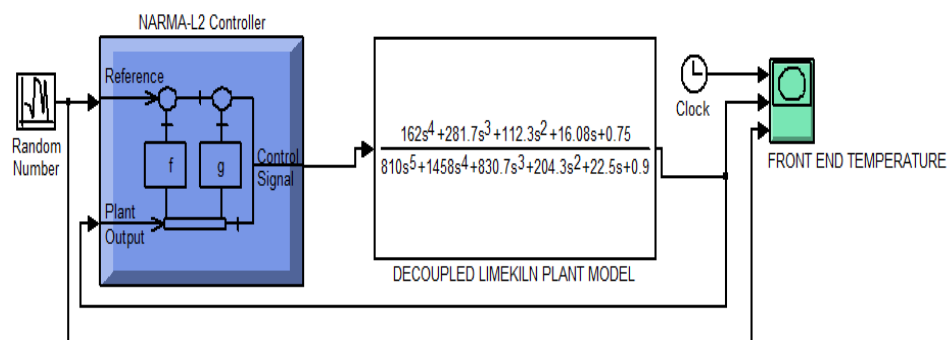 NARMA-L2 Controller
Reference
f
g
Control
Signal
Plant
Output
Random
Number
162s⁴+281.7s³+112.3s²+16.08s+0.75
810s⁵+1458s⁴+830.7s³+204.3s²+22.5s+0.9
DECOUPLED LIMEKILN PLANT MODEL
Clock
FRONT END TEMPERATURE